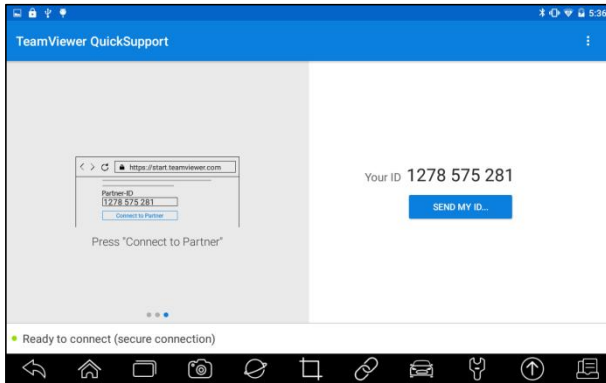 5:36
TeamViewer QuickSupport
https://start.teamviewer.com
Partner-ID
1278 575 281
Connect to Partner
Press "Connect to Partner"
Your ID 1278 575 281
SEND MY ID...
Ready to connect (secure connection)